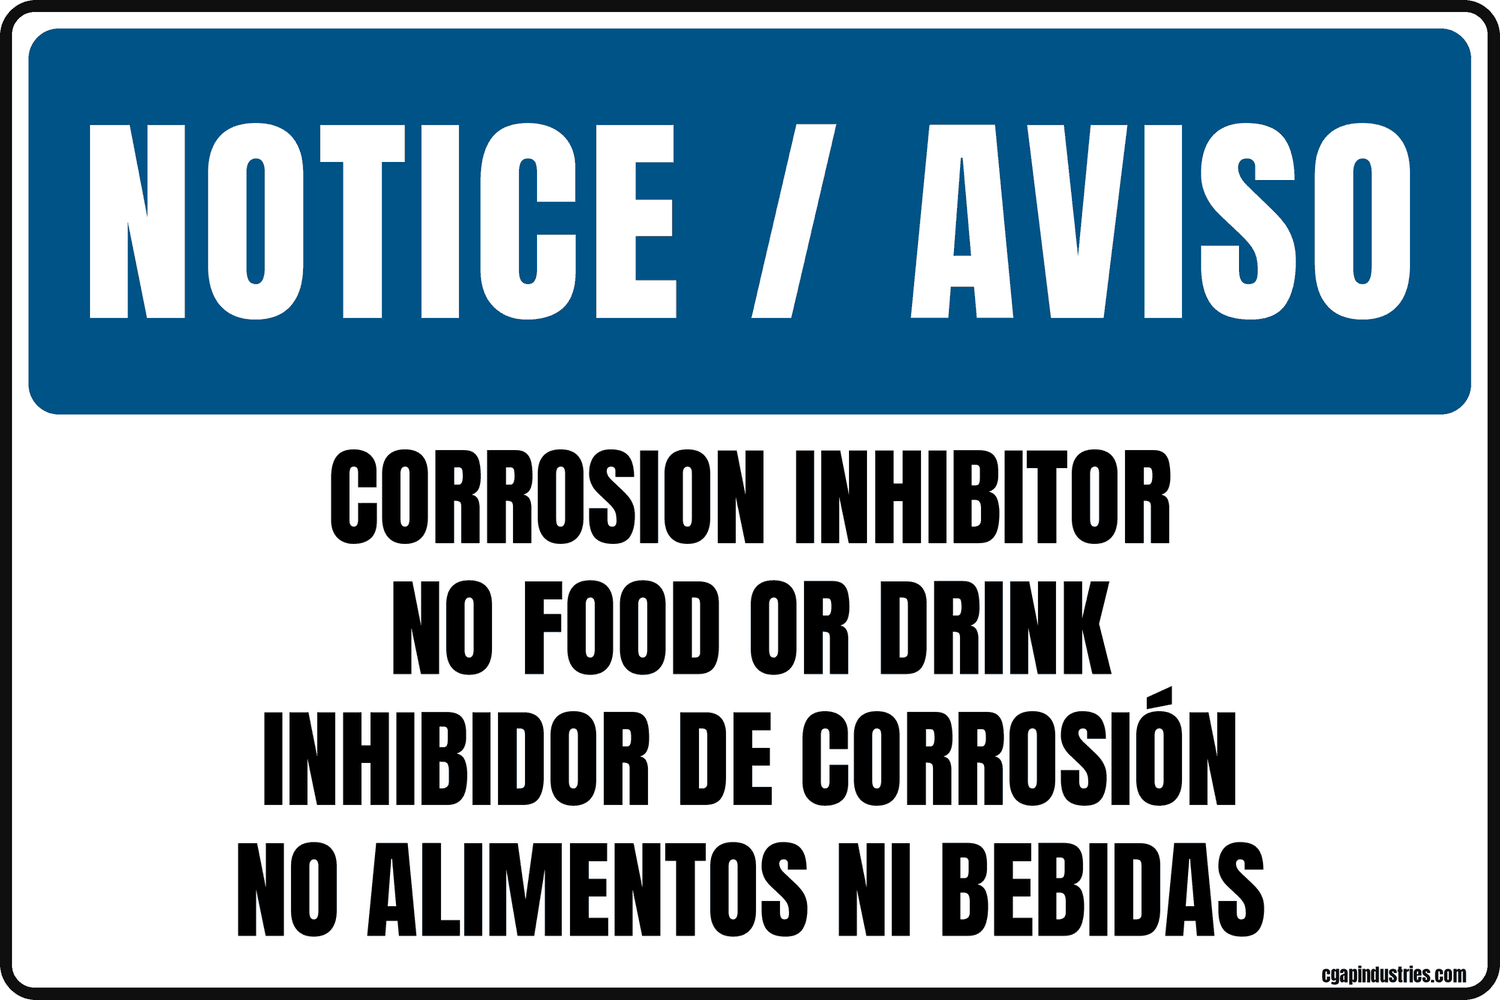 NOTICE / AVISO
CORROSION INHIBITOR
NO FOOD OR DRINK
INHIBIDOR DE CORROSIÓN
NO ALIMENTOS NI BEBIDAS
cgapindustries.com